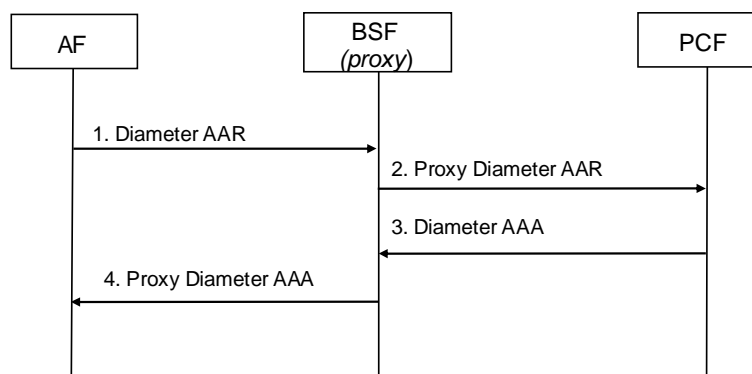 AF
BSF
(proxy)
PCF
1. Diameter AAR
2. Proxy Diameter AAR
3. Diameter AAA
4. Proxy Diameter AAA